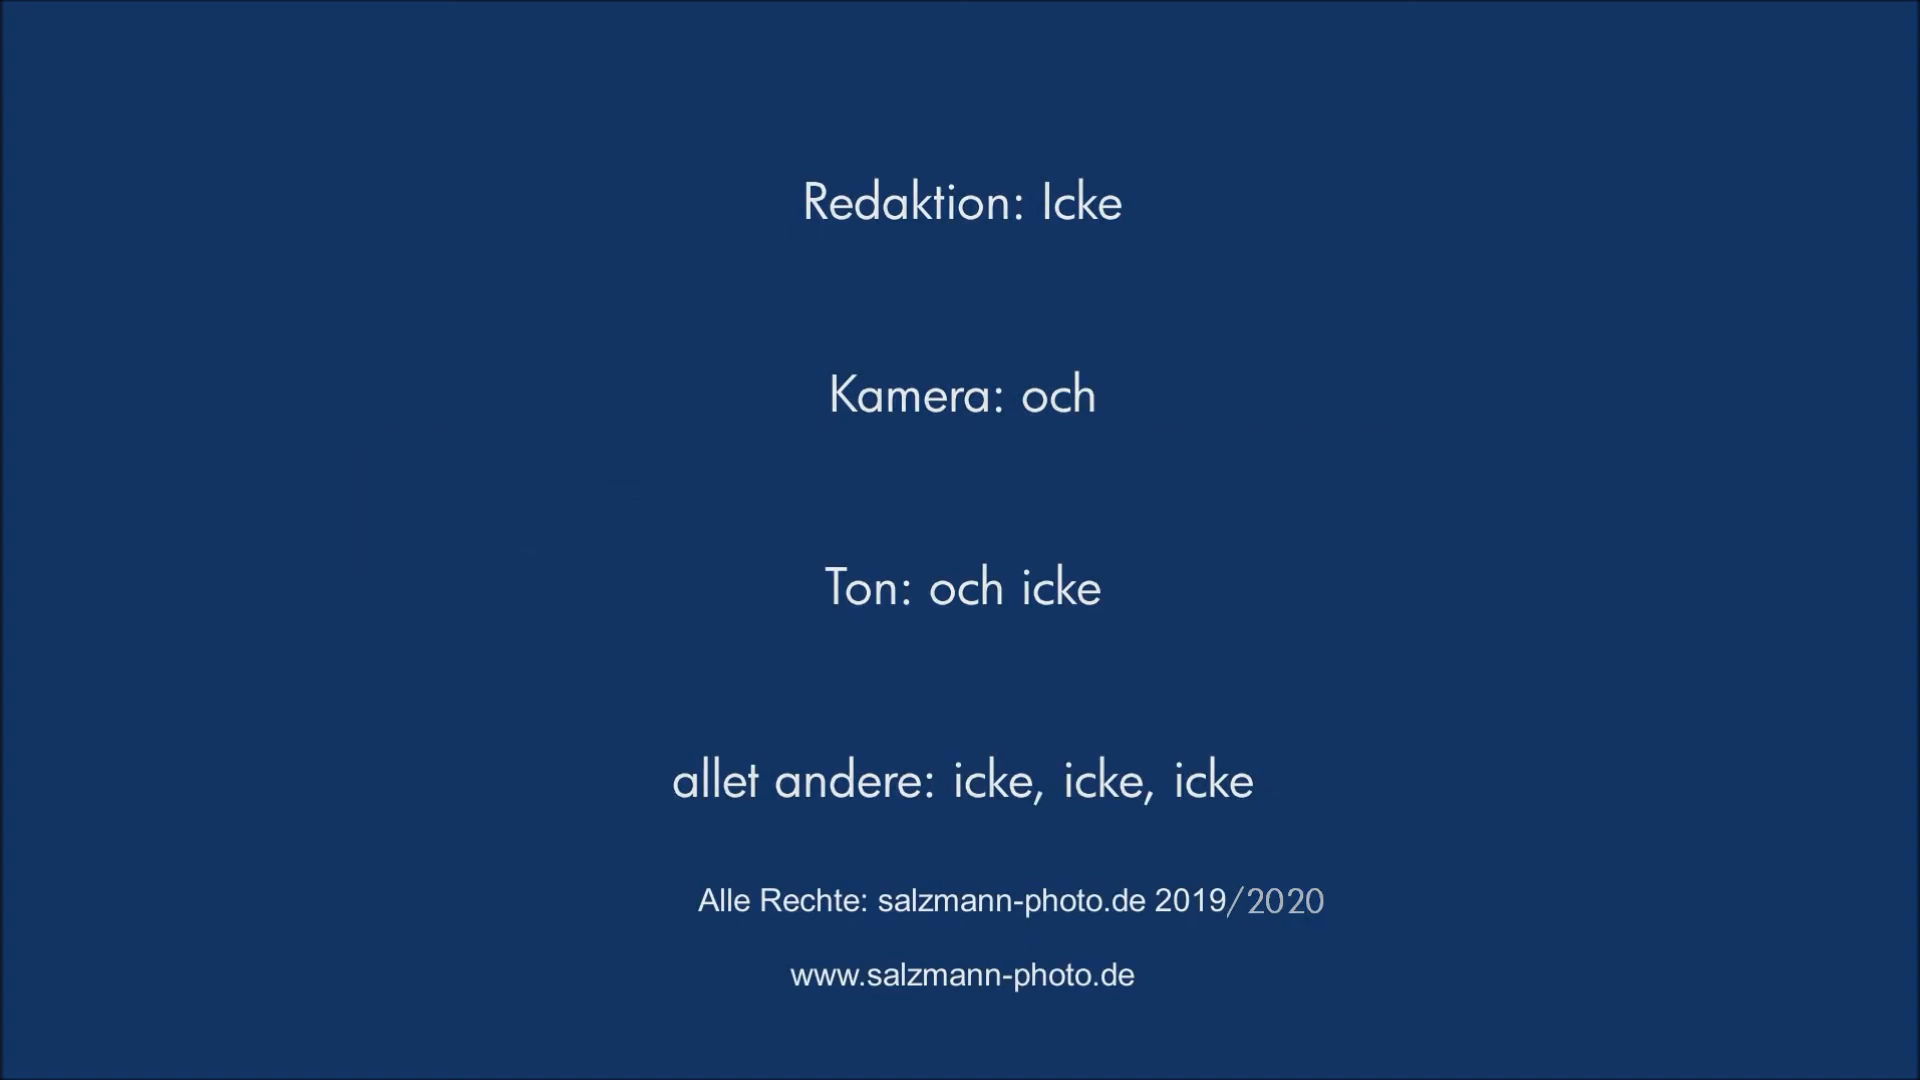 Redaktion: Icke
Kamera: och
Ton: och icke
allet andere: icke, icke, icke
Alle Rechte: salzmann-photo.de 2019/2020
www.salzmann-photo.de